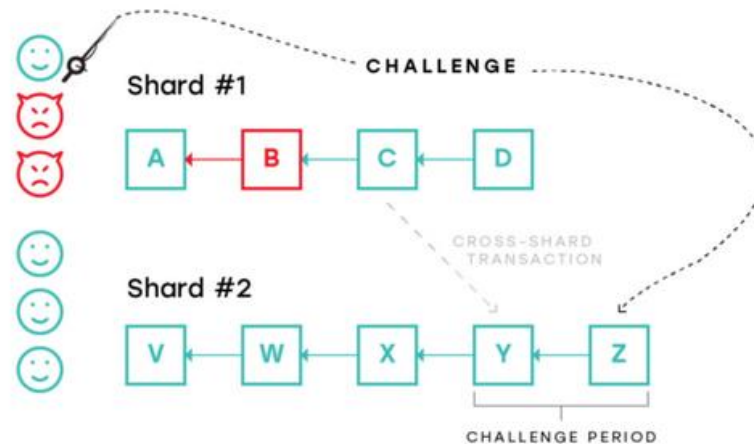 CHALLENGE
Shard #1
A B C D
CROSS-SHARD
TRANSACTION
Shard #2
V W X Y Z
CHALLENGE PERIOD